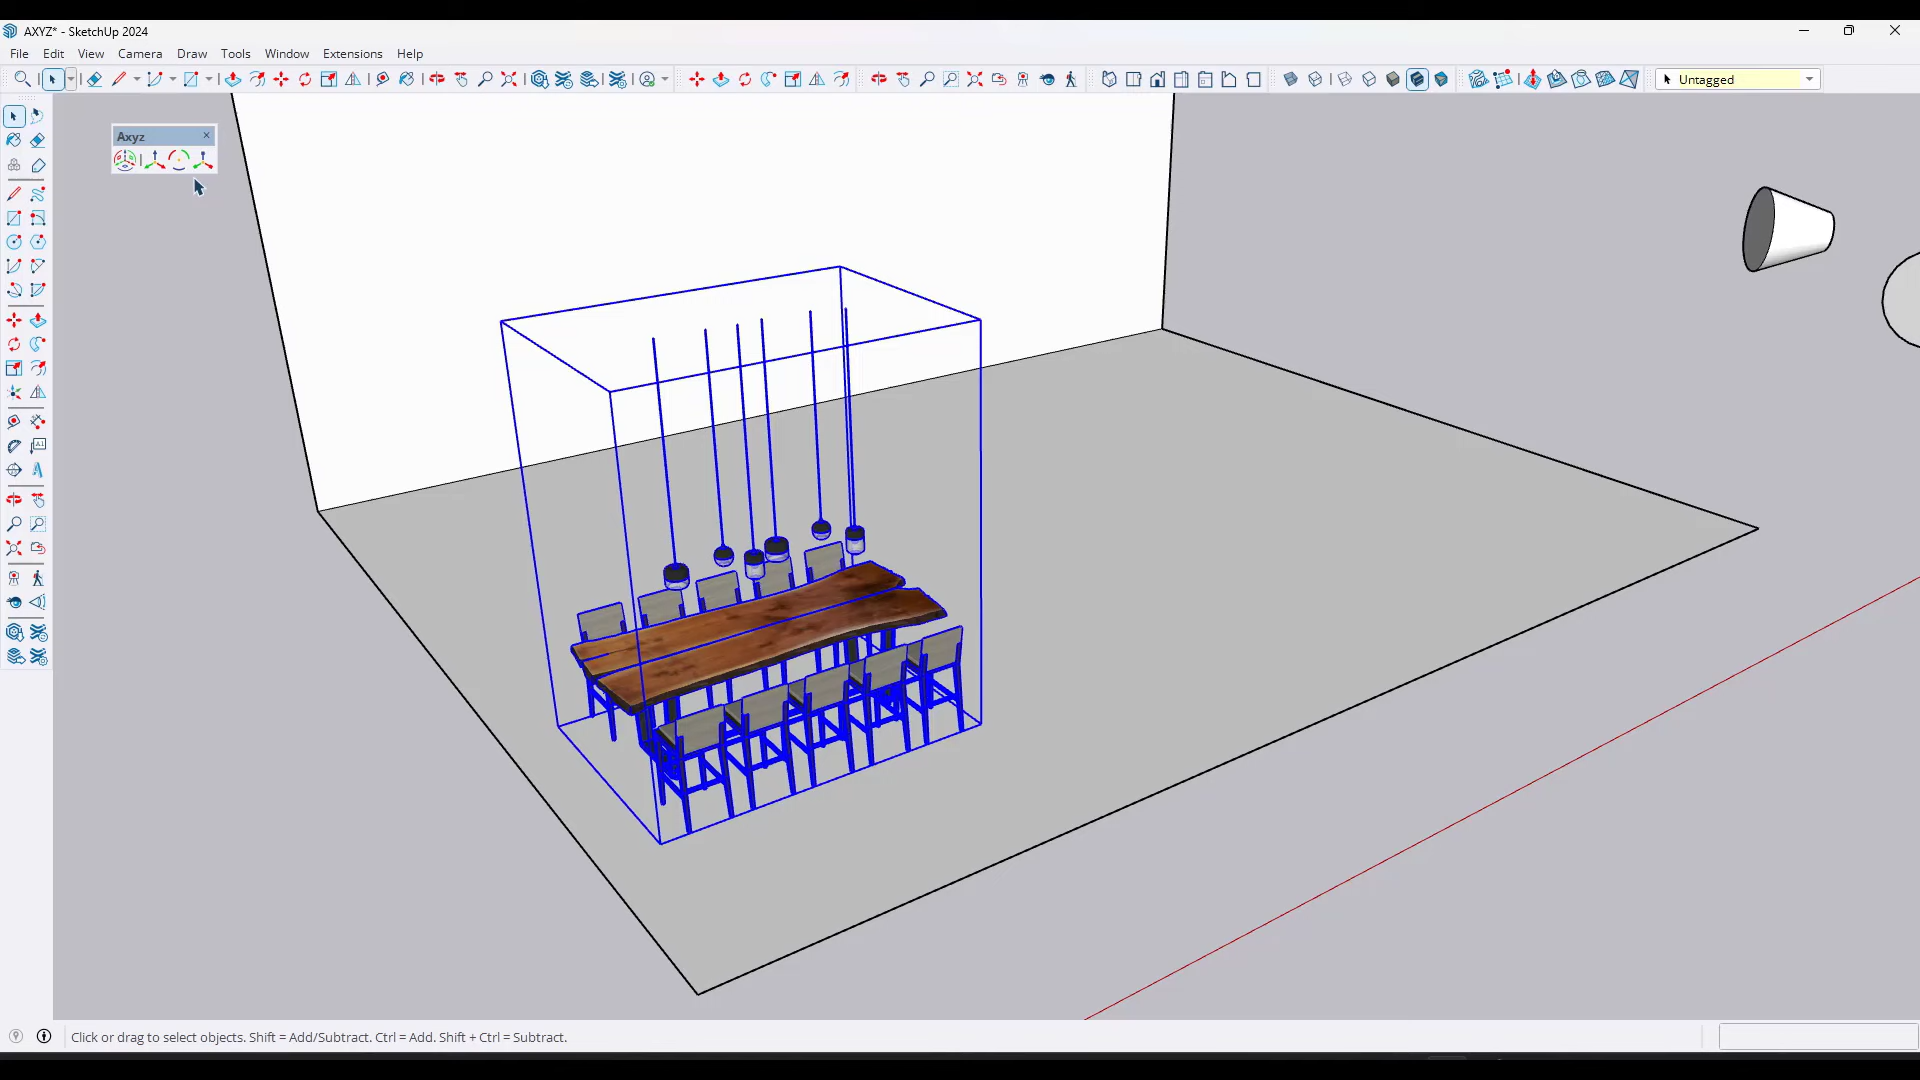 AXYZ* - SketchUp 2024
File Edit View Camera Draw Tools Window Extensions Help
Untagged
Axyz
Click or drag to select objects. Shift = Add/Subtract. Ctrl = Add. Shift + Ctrl = Subtract.